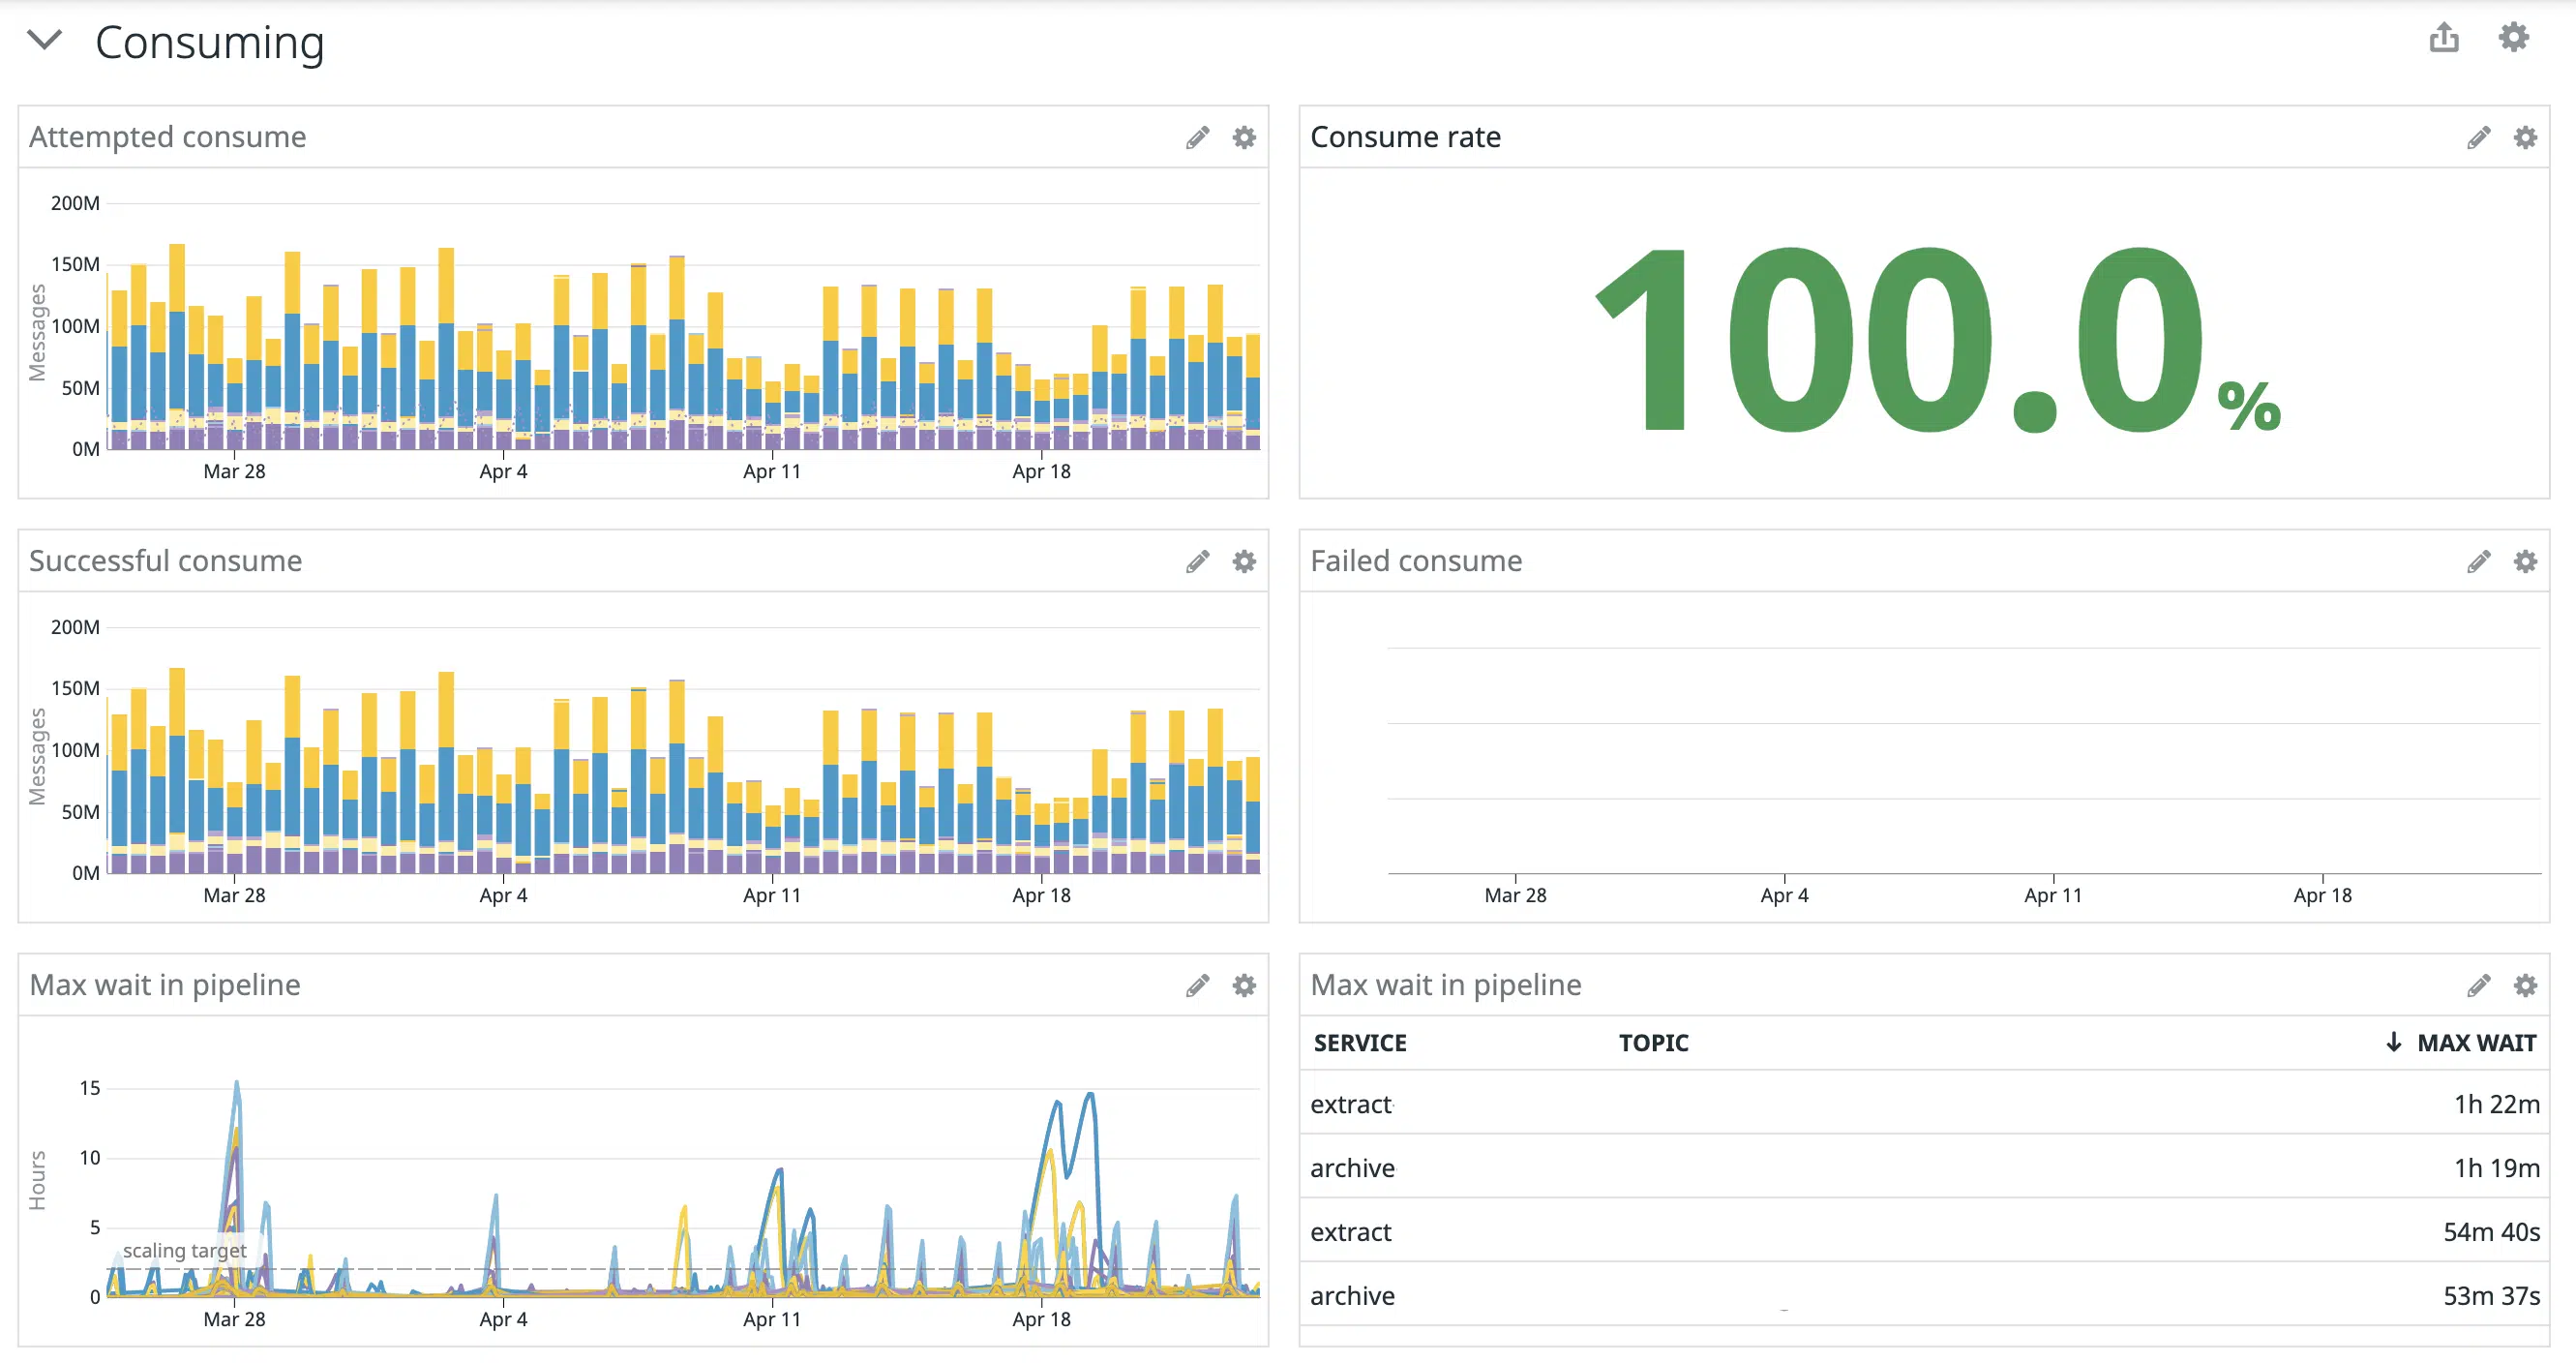 Consuming
Attempted consume
200M
150M
100M
50M
0M
Messages
Mar 28 Apr 4 Apr 11 Apr 18
Consume rate
100.0%
Successful consume
200M
150M
100M
50M
0M
Messages
Mar 28 Apr 4 Apr 11 Apr 18
Failed consume
Mar 28 Apr 4 Apr 11 Apr 18
Max wait in pipeline
15
10
5
0
Hours
scaling target
Mar 28 Apr 4 Apr 11 Apr 18
Max wait in pipeline
SERVICE TOPIC ↓ MAX WAIT
extract 1h 22m
archive 1h 19m
extract 54m 40s
archive 53m 37s